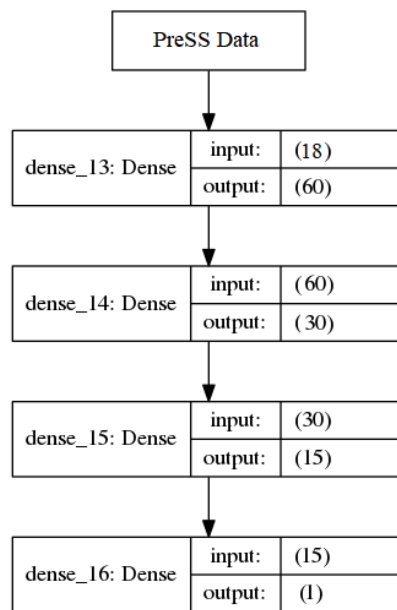 PreSS Data
dense_13: Dense
input: (18)
output: (60)
dense_14: Dense
input: (60)
output: (30)
dense_15: Dense
input: (30)
output: (15)
dense_16: Dense
input: (15)
output: (1)